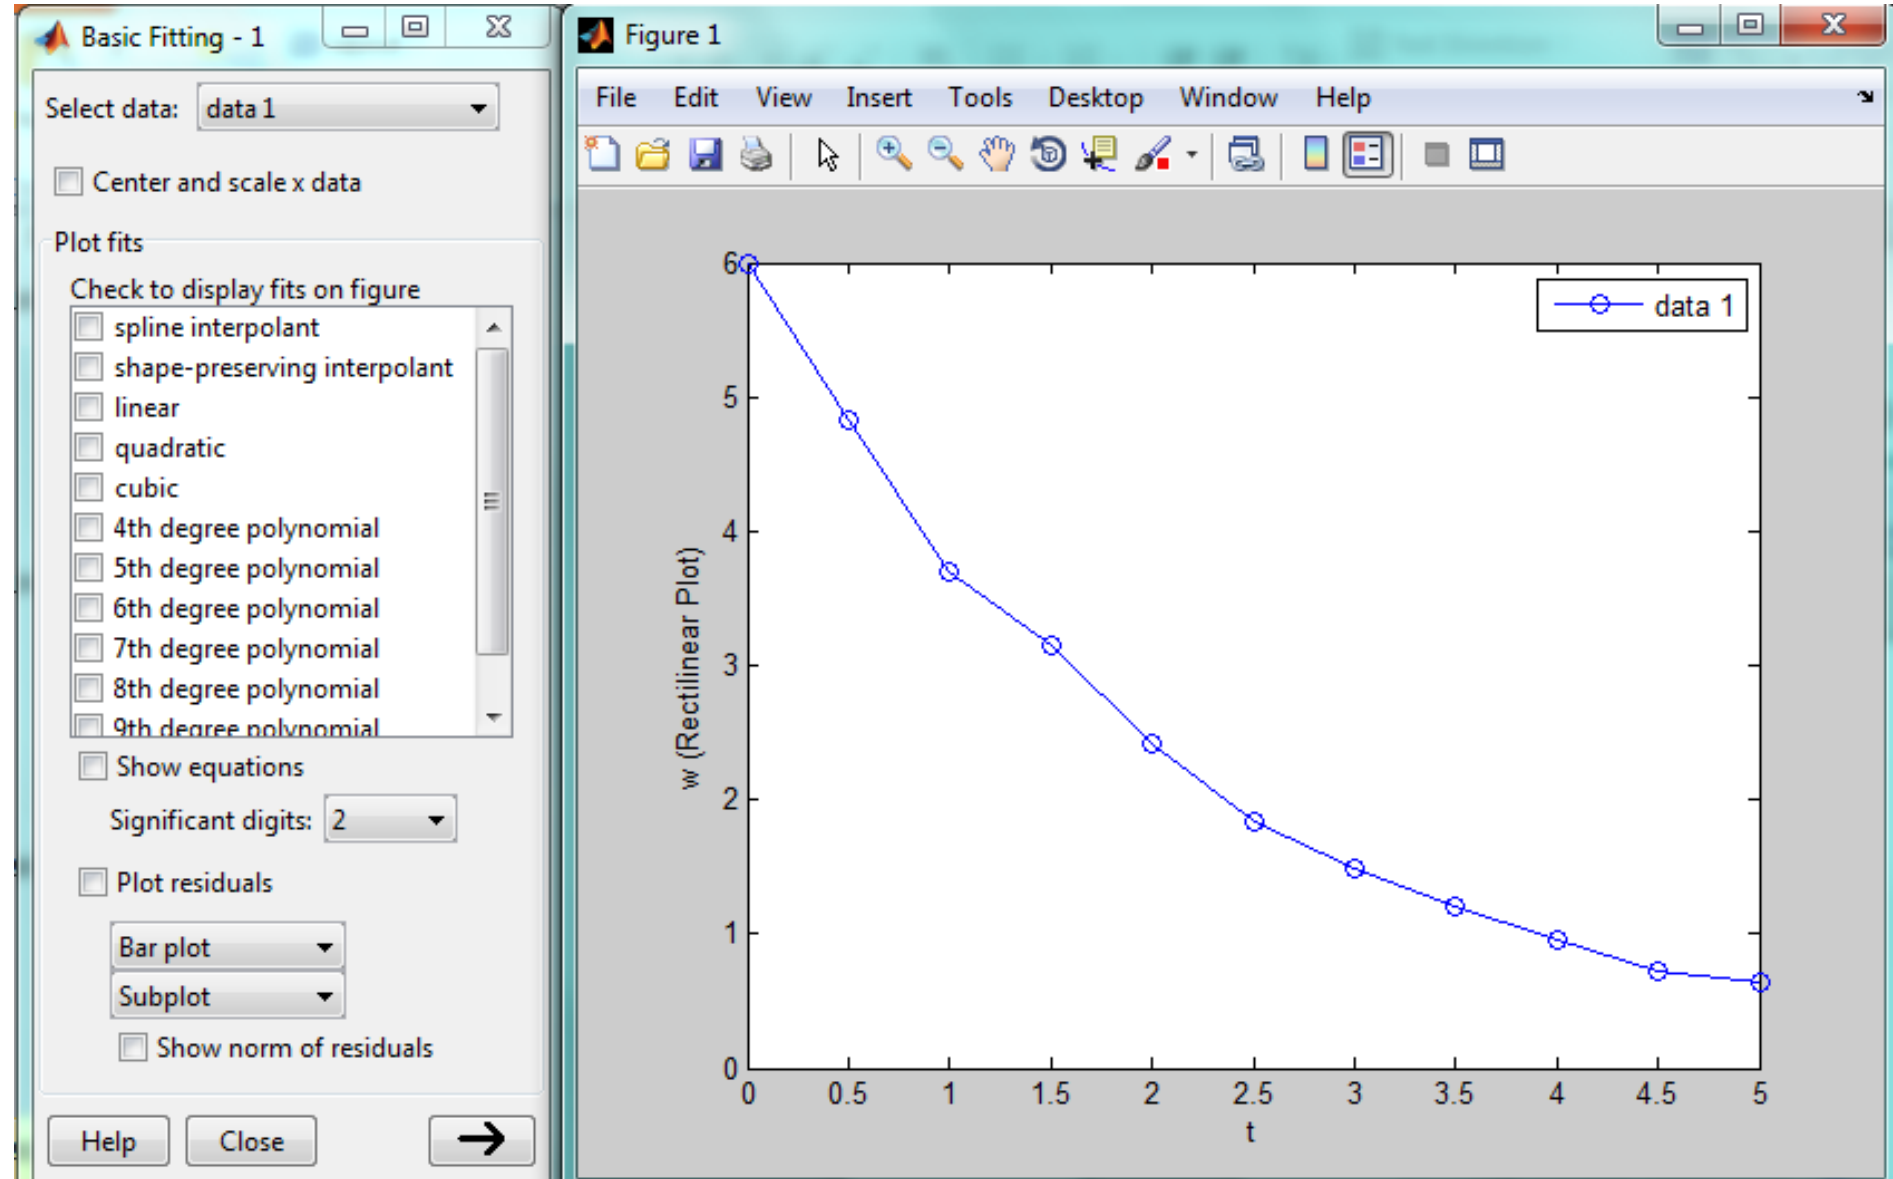 Basic Fitting - 1
Select data: data 1
Center and scale x data
Plot fits
Check to display fits on figure
spline interpolant
shape-preserving interpolant
linear
quadratic
cubic
4th degree polynomial
5th degree polynomial
6th degree polynomial
7th degree polynomial
8th degree polynomial
9th degree polynomial
Show equations
Significant digits: 2
Plot residuals
Bar plot
Subplot
Show norm of residuals
Help Close
Figure 1
File Edit View Insert Tools Desktop Window Help
data 1
w (Rectilinear Plot)
6
5
4
3
2
1
0
0 0.5 1 1.5 2 2.5 3 3.5 4 4.5 5
t